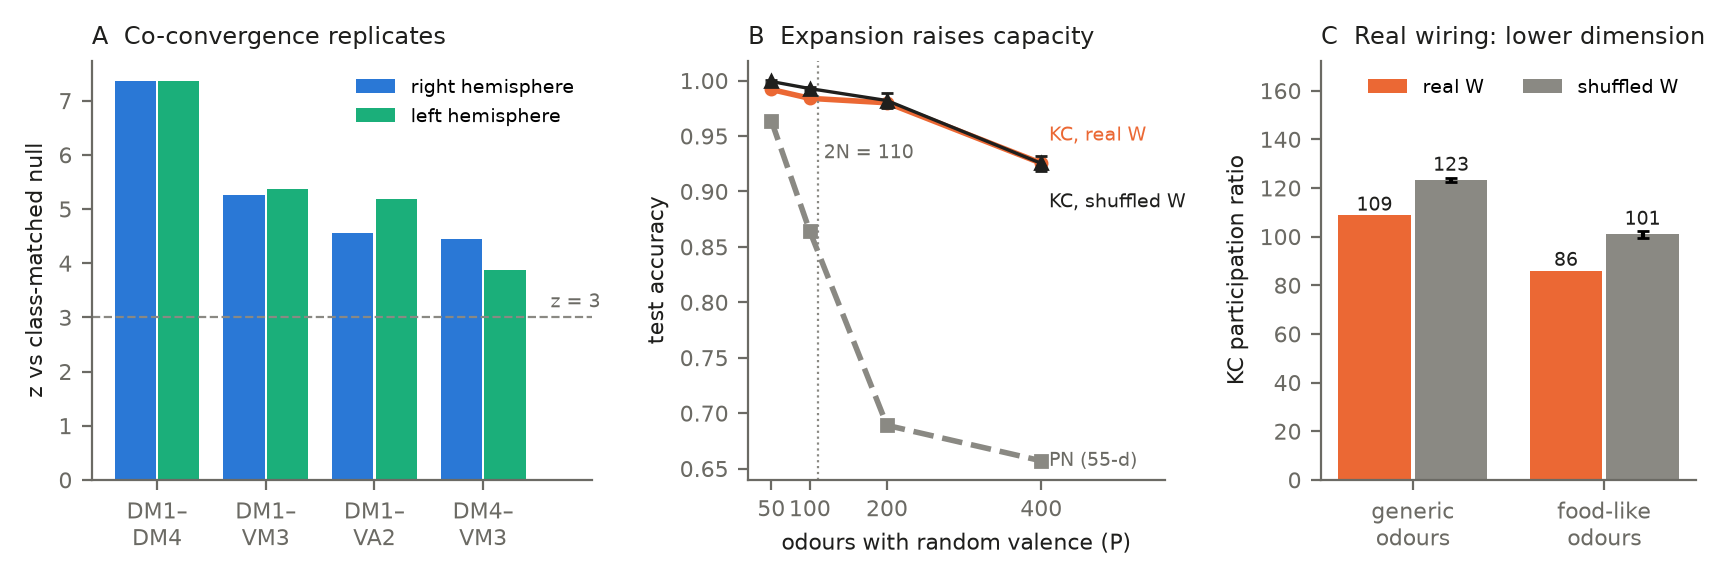 A Co-convergence replicates
right hemisphere
left hemisphere
z vs class-matched null
7
6
5
4
3
2
1
0
z = 3
DM1–
DM4
DM1–
VM3
DM1–
VA2
DM4–
VM3
B Expansion raises capacity
test accuracy
1.00
0.95
0.90
0.85
0.80
0.75
0.70
0.65
2N = 110
KC, real W
KC, shuffled W
PN (55-d)
50 100 200 400
odours with random valence (P)
C Real wiring: lower dimension
real W
shuffled W
KC participation ratio
160
140
120
100
80
60
40
20
0
109
123
86
101
generic
odours
food-like
odours